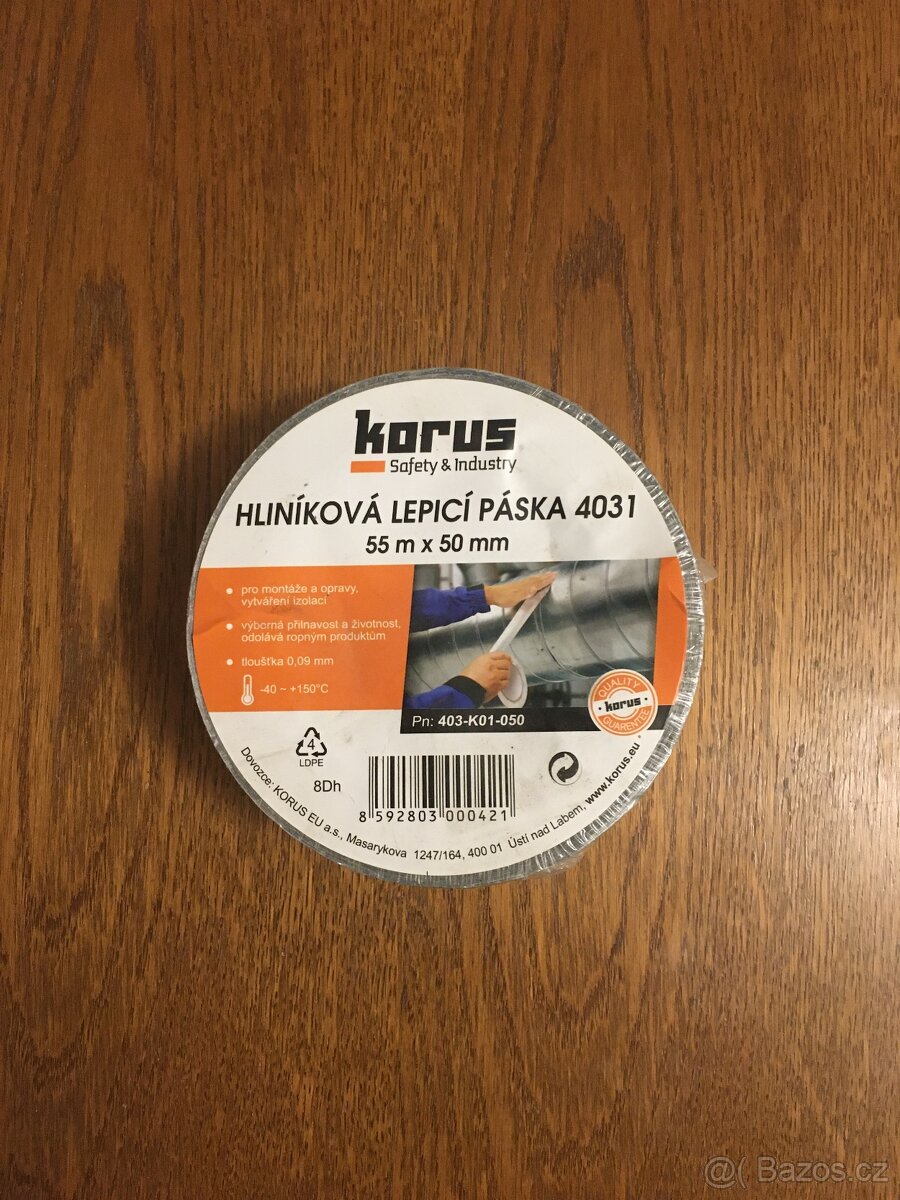 korus
Safety & Industry
HLINÍKOVÁ LEPICÍ PÁSKA 4031
55 m x 50 mm
pro montáže a opravy,
vytváření izolací
výborná přilnavost a životnost,
odolává ropným produktům
tloušťka 0,09 mm
-40 ~ +150°C
Pn: 403-K01-050
QUALITY
korus
GUARENTEE
4
LDPE
8Dh
8 592803 000421
Dovozce: KORUS EU a.s., Masarykova 1247/164, 400 01 Ústí nad Labem, www.korus.eu
@( Bazos.cz